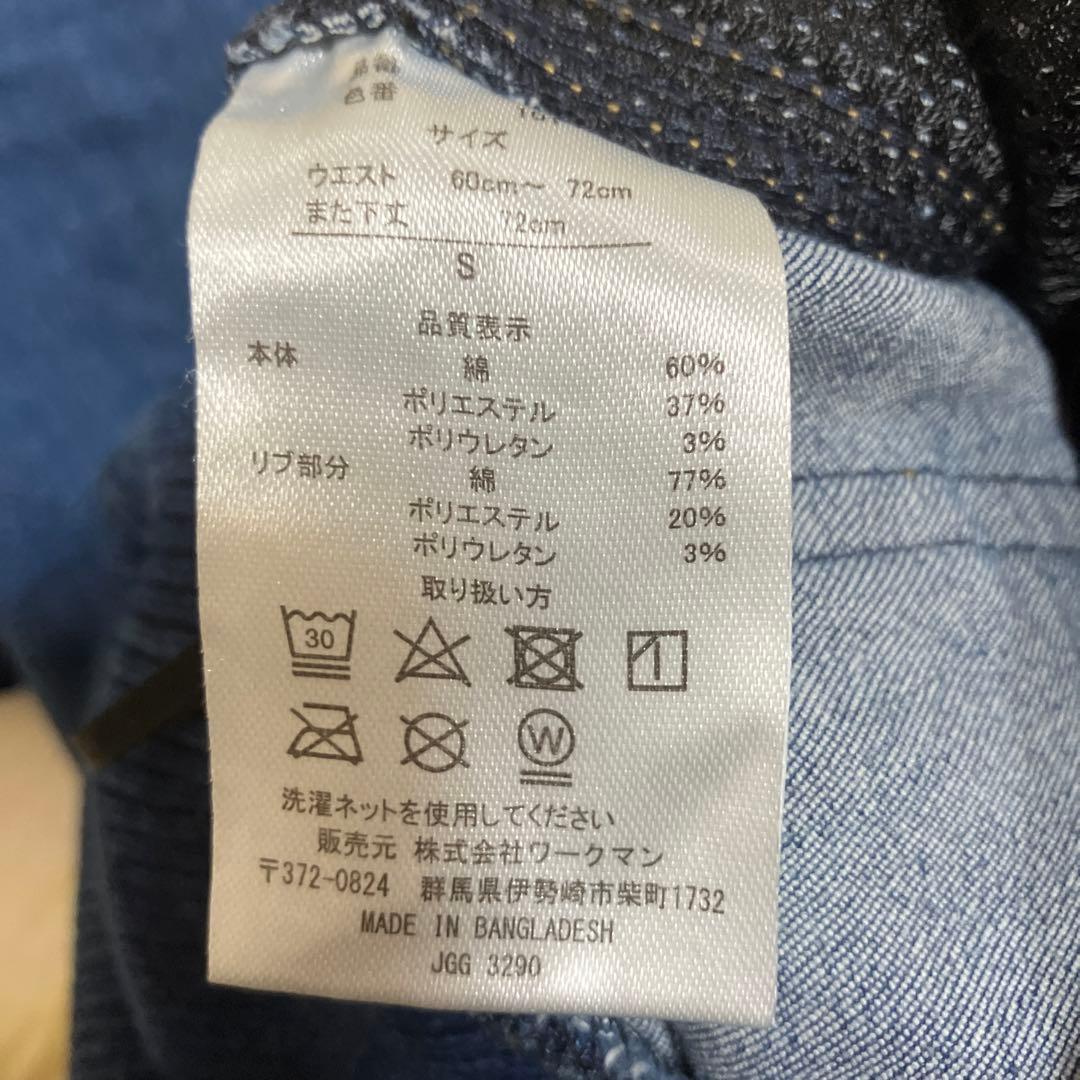 色番
サイズ
ウエスト 60cm～ 72cm
また下丈 72cm
S
品質表示
本体 綿 60%
ポリエステル 37%
ポリウレタン 3%
リブ部分 綿 77%
ポリエステル 20%
ポリウレタン 3%
取り扱い方
30
W
洗濯ネットを使用してください
販売元 株式会社ワークマン
〒372-0824 群馬県伊勢崎市柴町1732
MADE IN BANGLADESH
JGG 3290